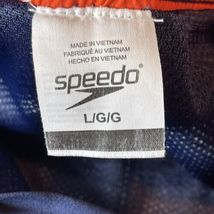 MADE IN VIETNAM
FABRIQUÉ AU VIETNAM
HECHO EN VIETNAM
speedo
L/G/G